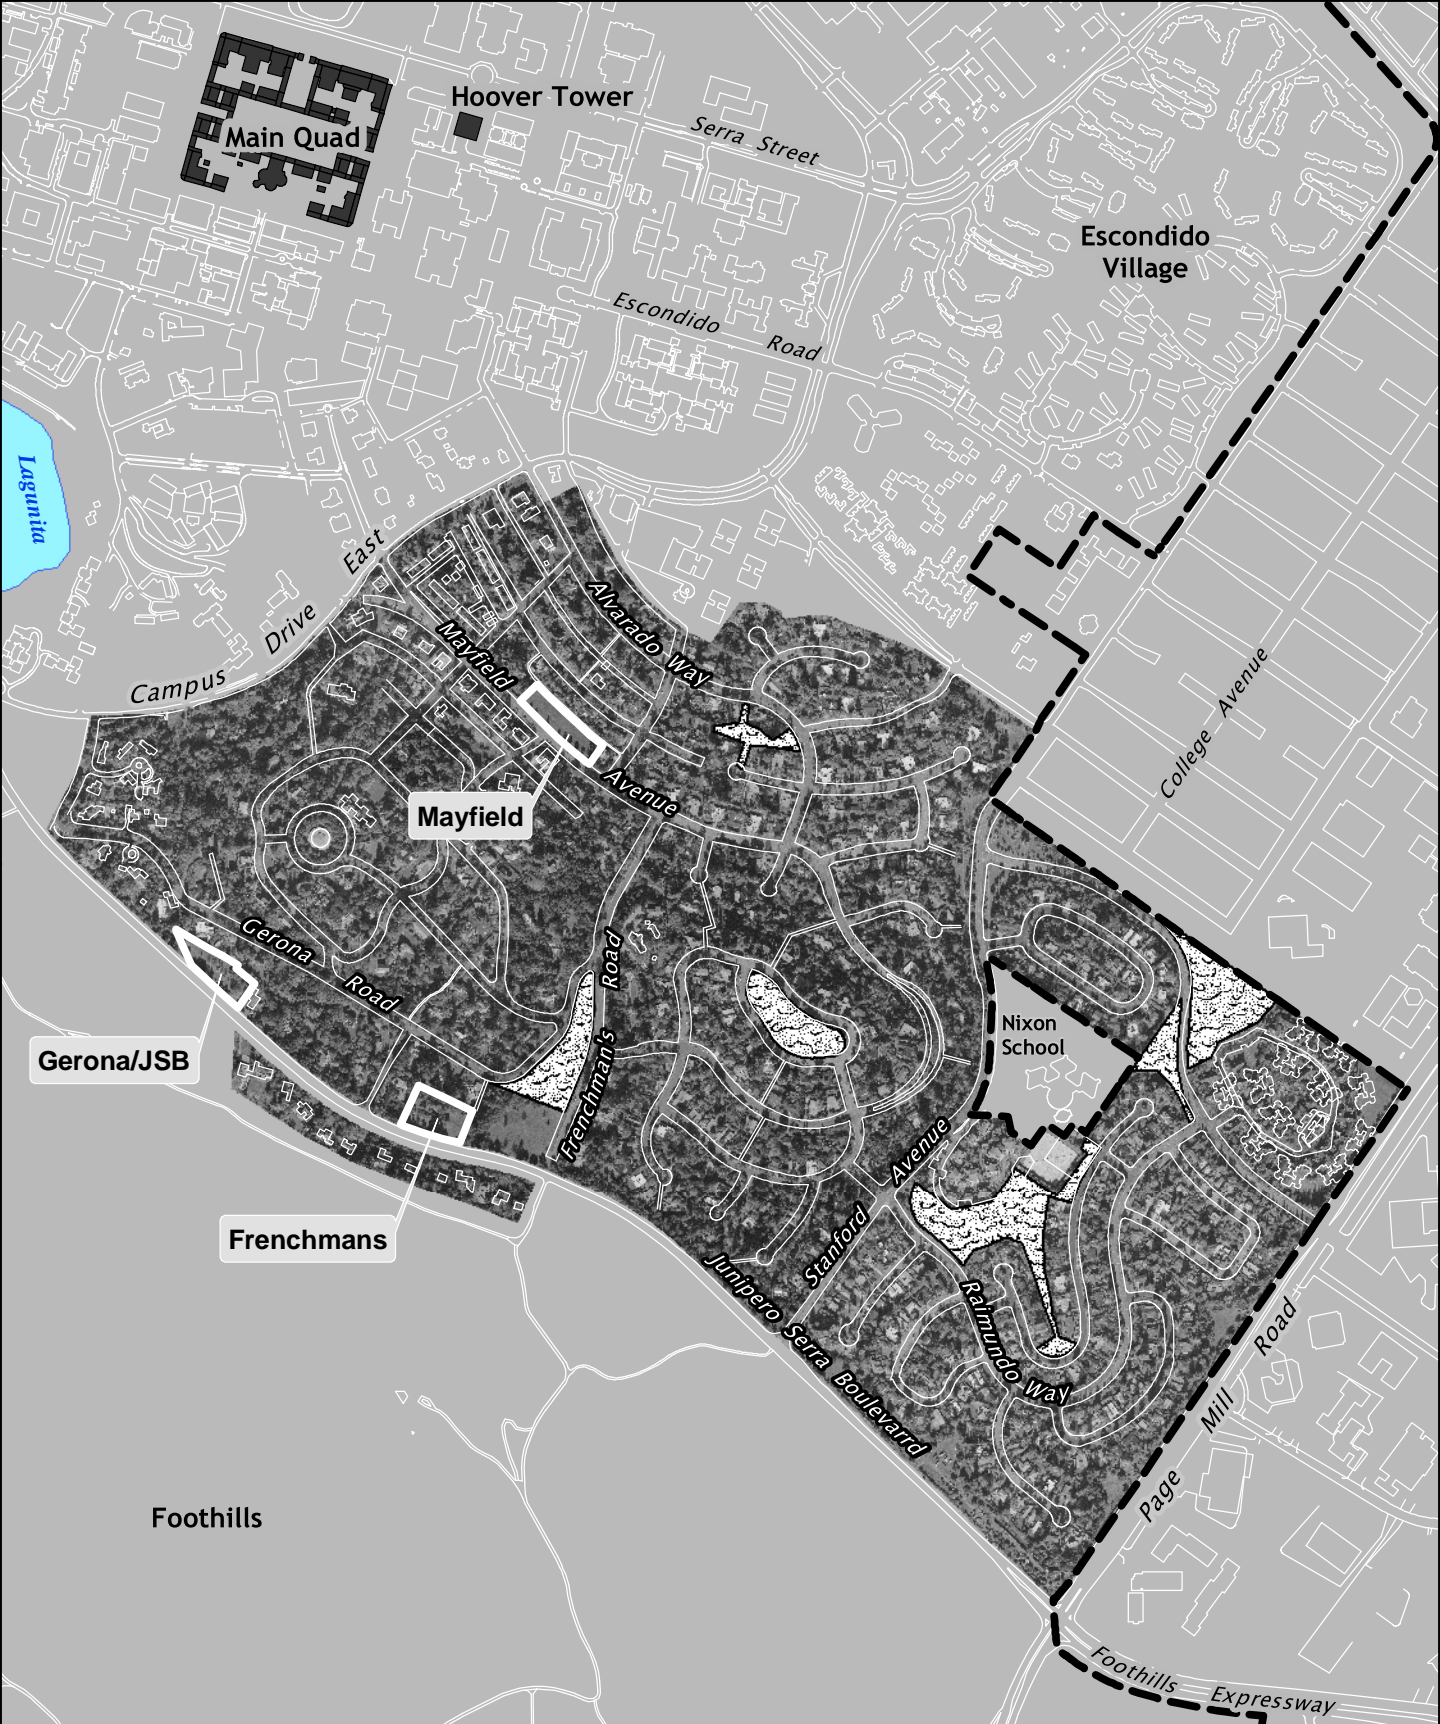 Hoover Tower
Main Quad
Serra Street
Escondido
Village
Escondido Road
Lagunita
Campus Drive East
Alvarado Way
Mayfield Avenue
College Avenue
Mayfield
Gerona Road
Frenchman's Road
Nixon
School
Gerona/JSB
Stanford Avenue
Frenchmans
Junipero Serra Boulevarrd
Raimundo Way
Page Mill Road
Foothills
Foothills Expressway